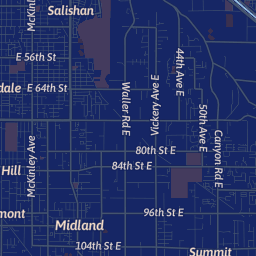 McKinley
Salishan
E 56th St
44th Ave E
dale
E 64th St
Waller Rd E
Vickery Ave E
50th Ave E
Canyon Rd E
McKinley Ave
80th St E
84th St E
Hill
mont
96th St E
Midland
104th St E
Summit